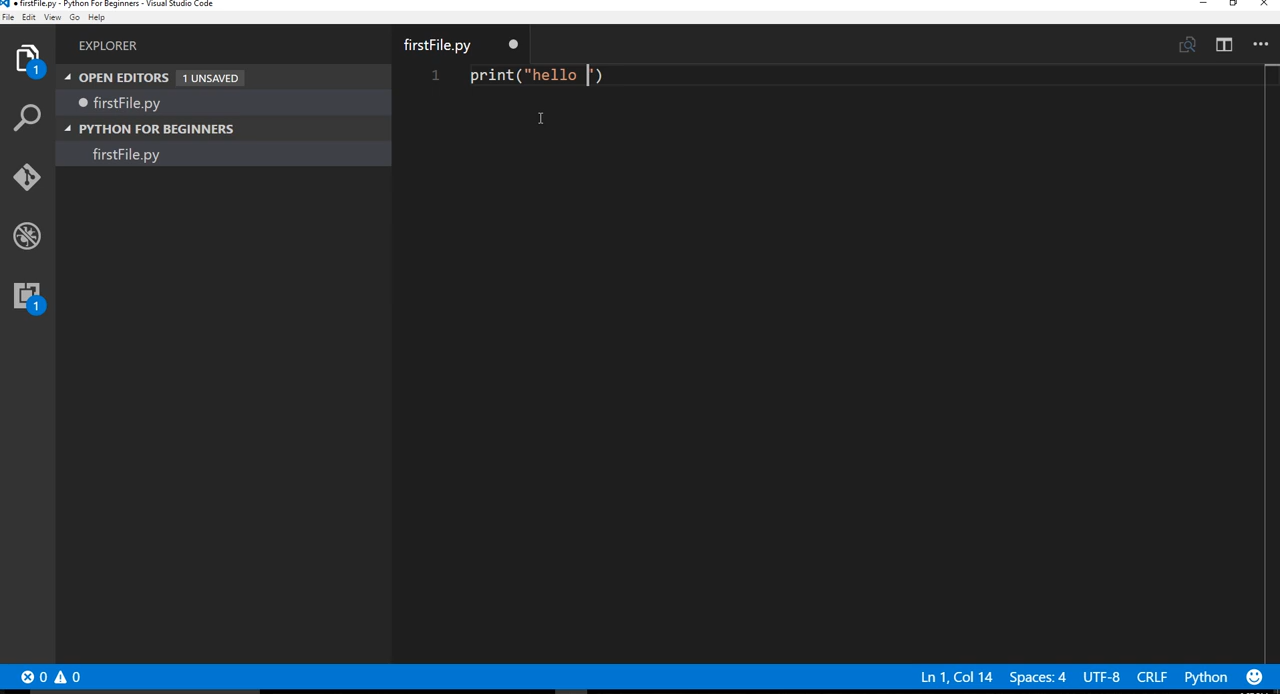 • firstFile.py - Python For Beginners - Visual Studio Code
File Edit View Go Help
EXPLORER
firstFile.py
OPEN EDITORS 1 UNSAVED
1 print("hello ")
1
firstFile.py
PYTHON FOR BEGINNERS
firstFile.py
1
0 0
Ln 1, Col 14 Spaces: 4 UTF-8 CRLF Python